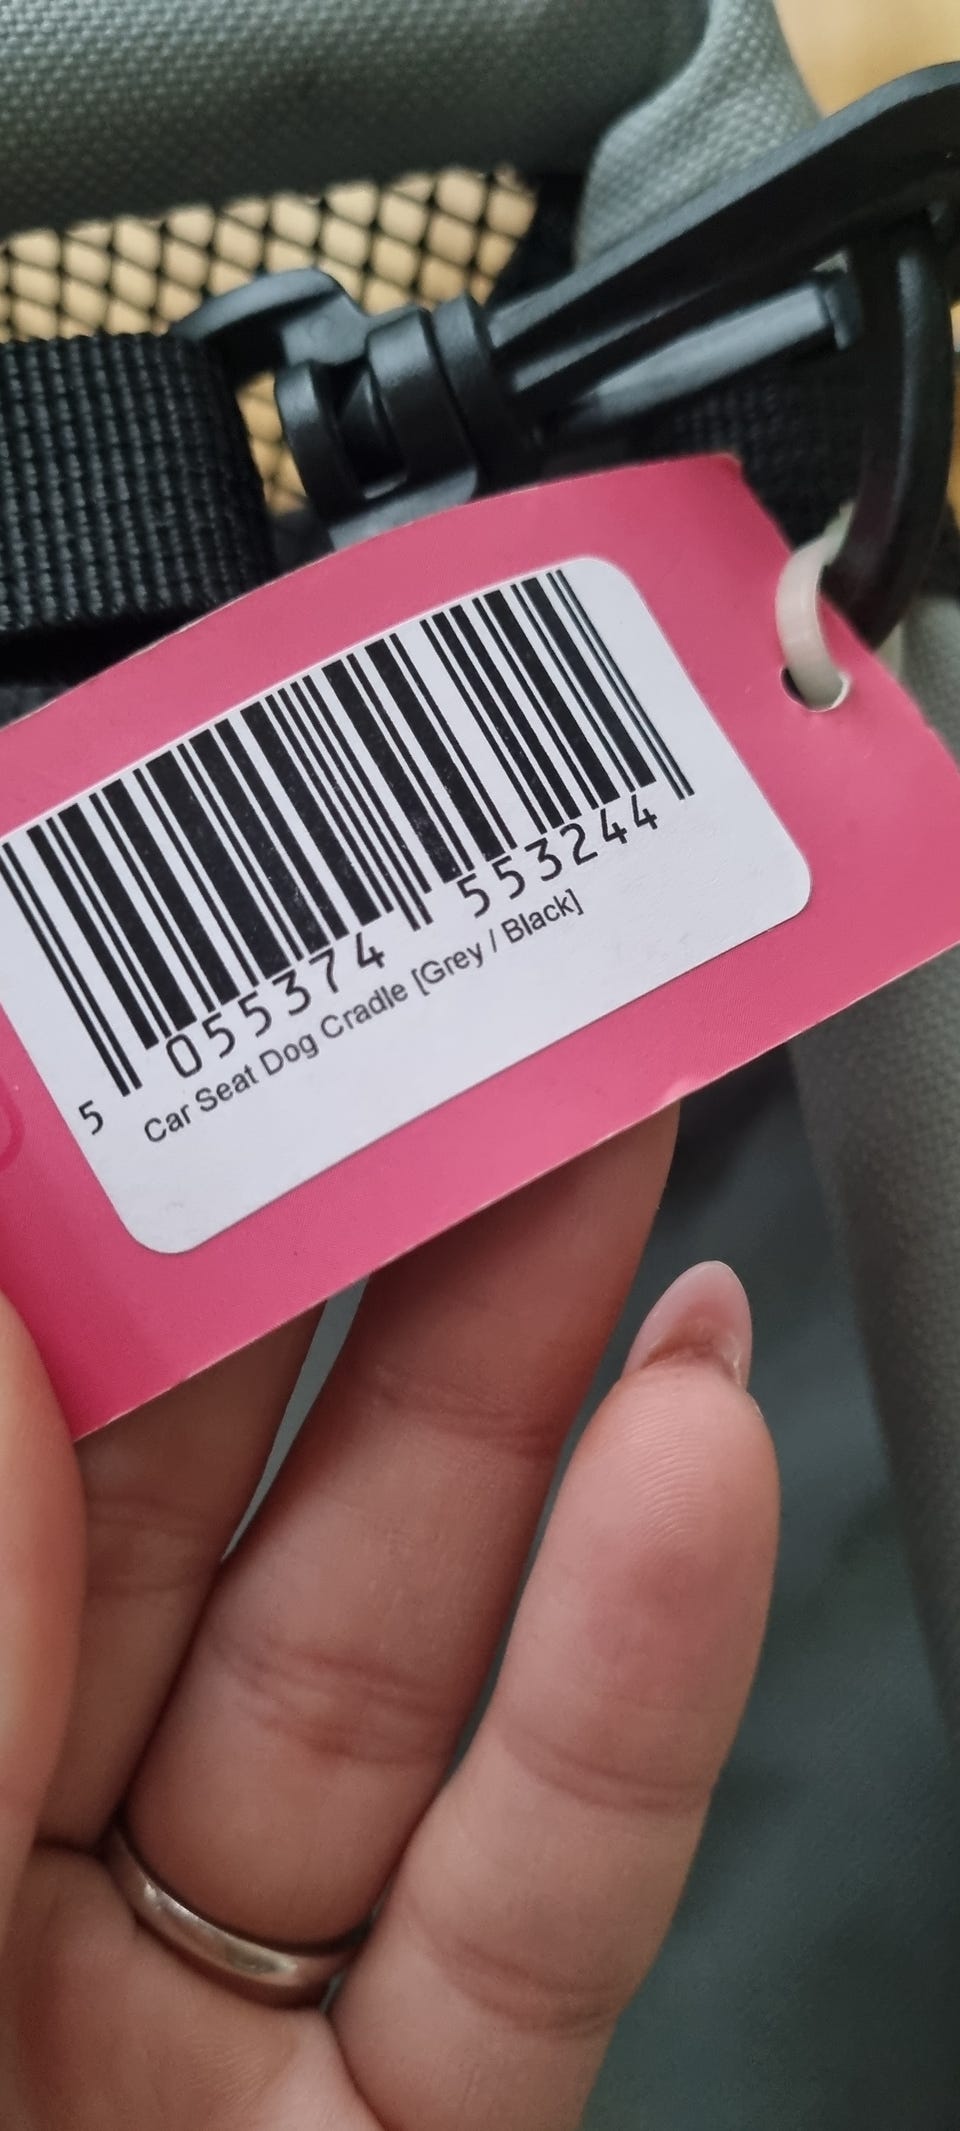 5 055374 553244
Car Seat Dog Cradle [Grey / Black]